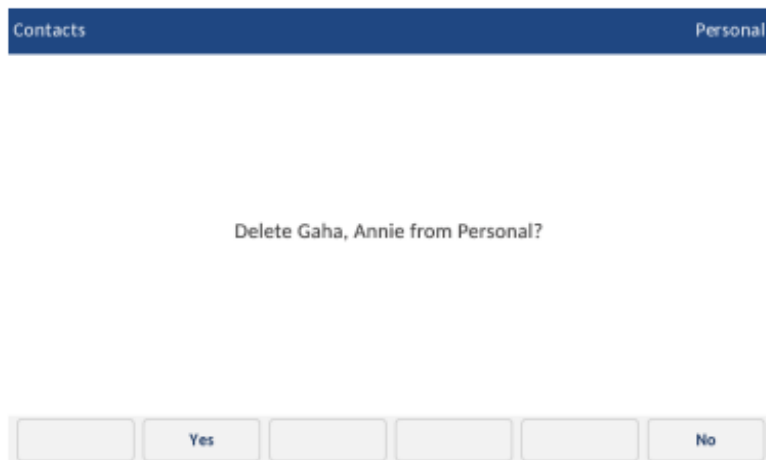 Contacts Personal
Delete Gaha, Annie from Personal?
Yes No